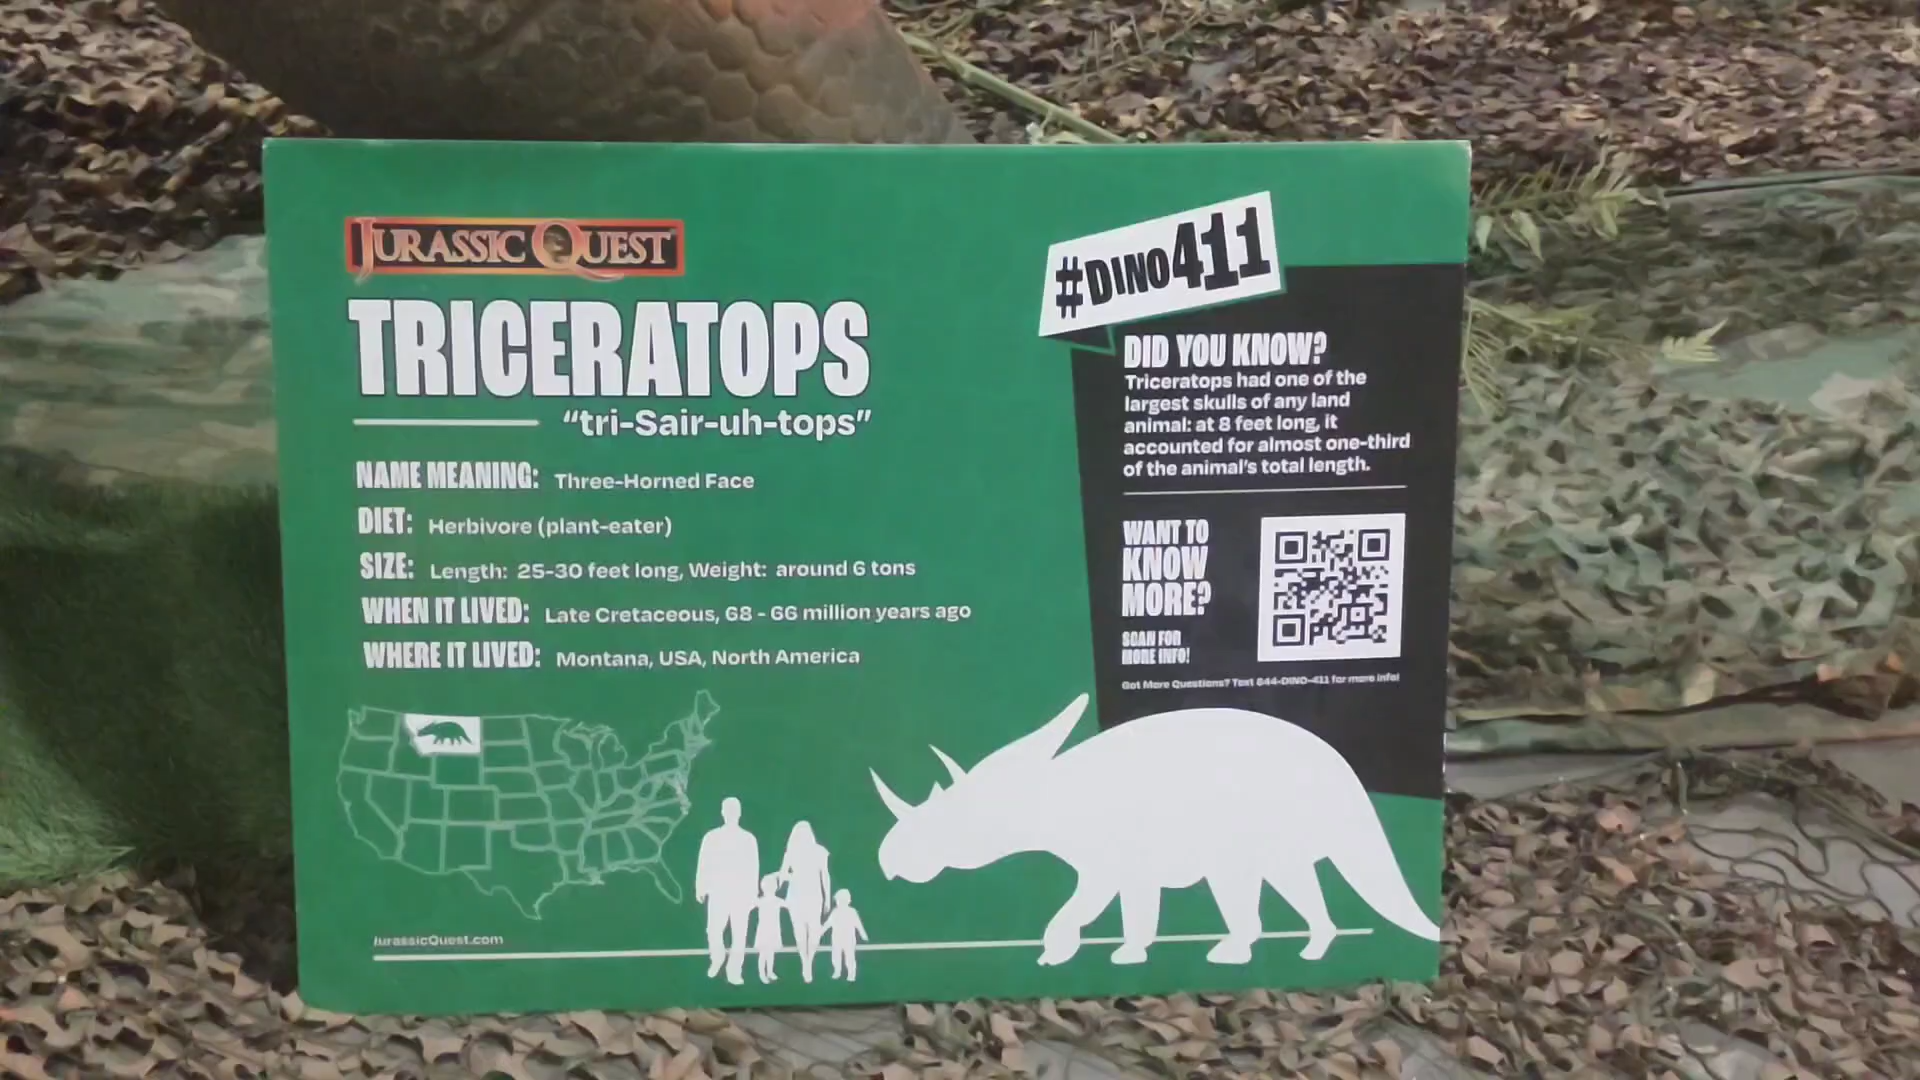 JURASSIC QUEST
TRICERATOPS
"tri-Sair-uh-tops"
NAME MEANING: Three-Horned Face
DIET: Herbivore (plant-eater)
SIZE: Length: 25-30 feet long, Weight: around 6 tons
WHEN IT LIVED: Late Cretaceous, 68 - 66 million years ago
WHERE IT LIVED: Montana, USA, North America
JurassicQuest.com
#DINO411
DID YOU KNOW?
Triceratops had one of the
largest skulls of any land
animal: at 8 feet long, it
accounted for almost one-third
of the animal's total length.
WANT TO
KNOW
MORE?
SCAN FOR
MORE INFO!
Got More Questions? Text 844-DINO-411 for more info!